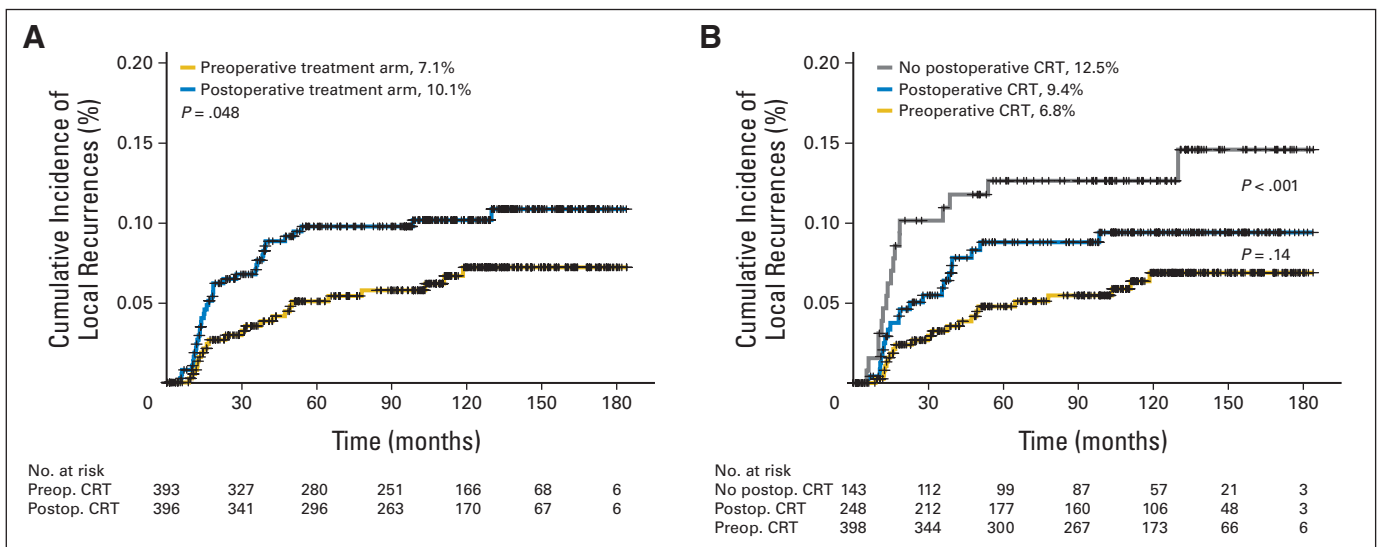 A
Cumulative Incidence of
Local Recurrences (%)
0.20
0.15
0.10
0.05
Preoperative treatment arm, 7.1%
Postoperative treatment arm, 10.1%
P = .048
0 30 60 90 120 150 180
Time (months)
No. at risk
Preop. CRT 393 327 280 251 166 68 6
Postop. CRT 396 341 296 263 170 67 6
B
Cumulative Incidence of
Local Recurrences (%)
0.20
0.15
0.10
0.05
No postoperative CRT, 12.5%
Postoperative CRT, 9.4%
Preoperative CRT, 6.8%
P < .001
P = .14
0 30 60 90 120 150 180
Time (months)
No. at risk
No postop. CRT 143 112 99 87 57 21 3
Postop. CRT 248 212 177 160 106 48 3
Preop. CRT 398 344 300 267 173 66 6